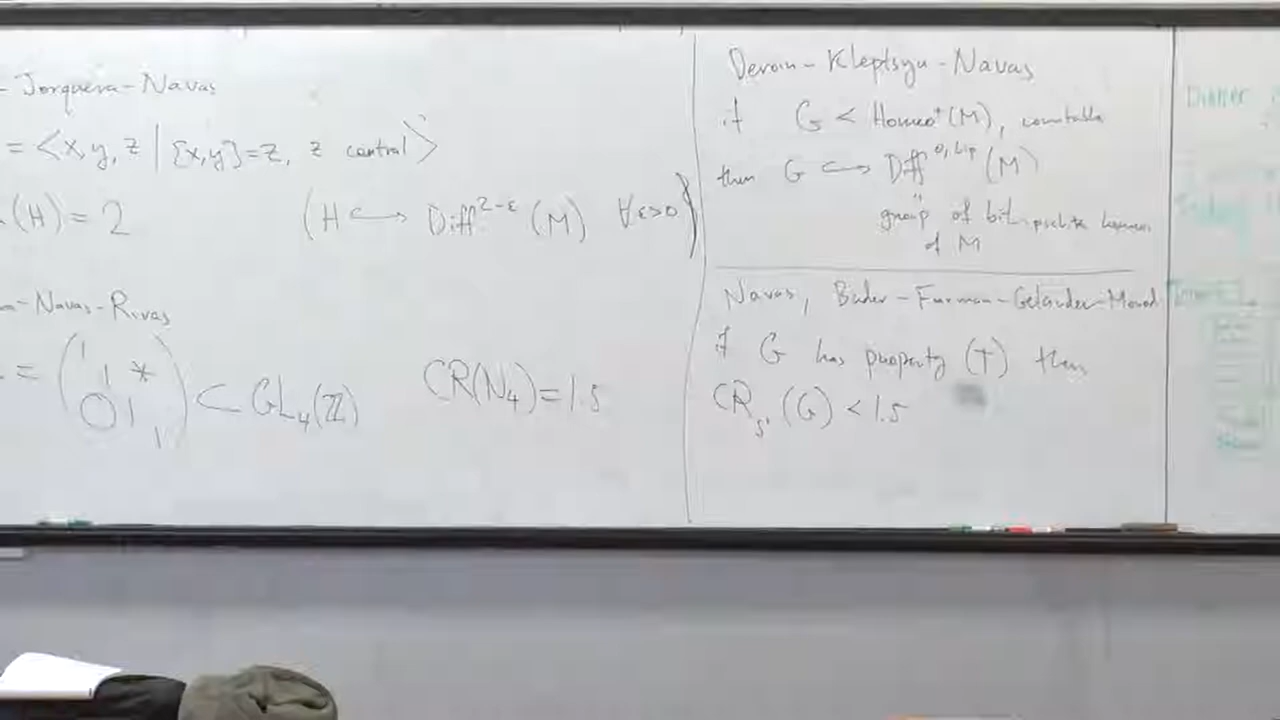 - Jorquera - Navas
= <x, y, z | [x,y]=z, z central>
(H) = 2 (H ↪ Diff^{2-ε} (M) ∀ε>0)
- Navas - Rivas
= (1 1 * 0 1 1) ⊂ GL_4(ℤ) CR(N_4) = 1.5
Deroin - Kleptsyn - Navas
if G < Homeo^+(M), countable
then G ↪ Diff^{0, Lip} (M)
"
group of bilipschitz homeos
of M
Navas, Bader - Furman - Gelander - Monod
if G has property (T) then
CR_{S^1} (G) < 1.5